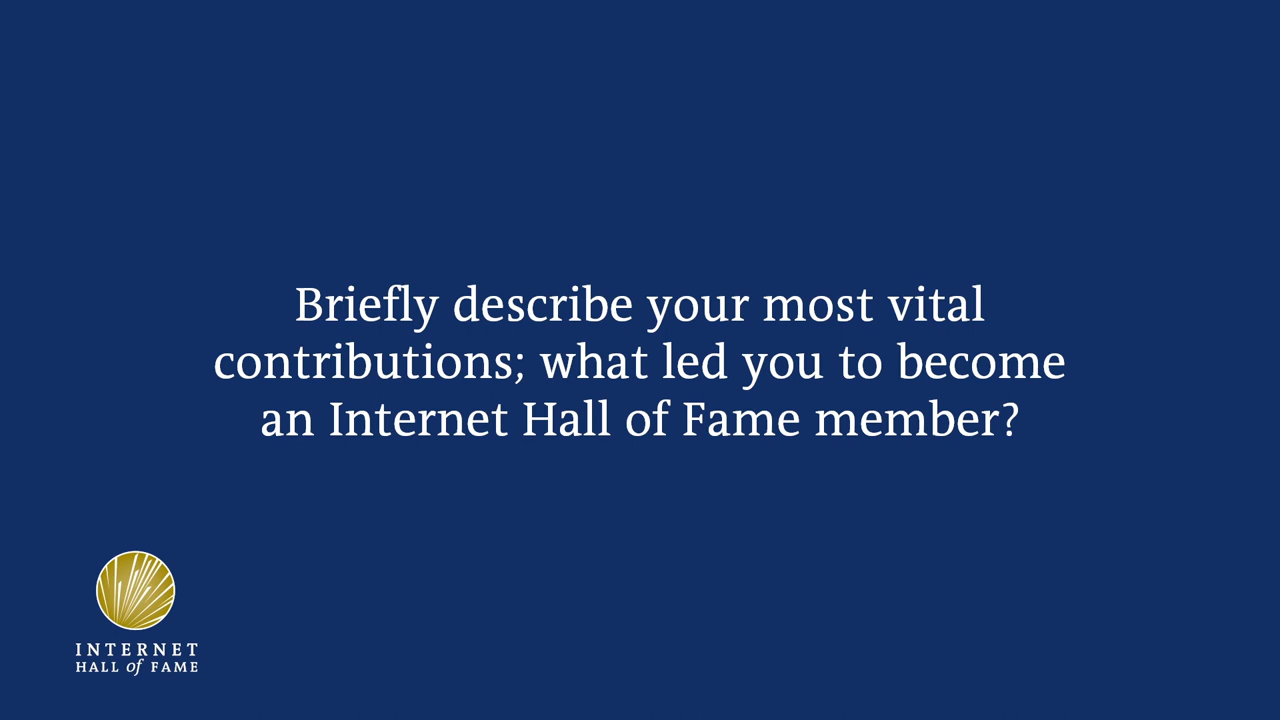 Briefly describe your most vital
contributions; what led you to become
an Internet Hall of Fame member?
INTERNET
HALL of FAME